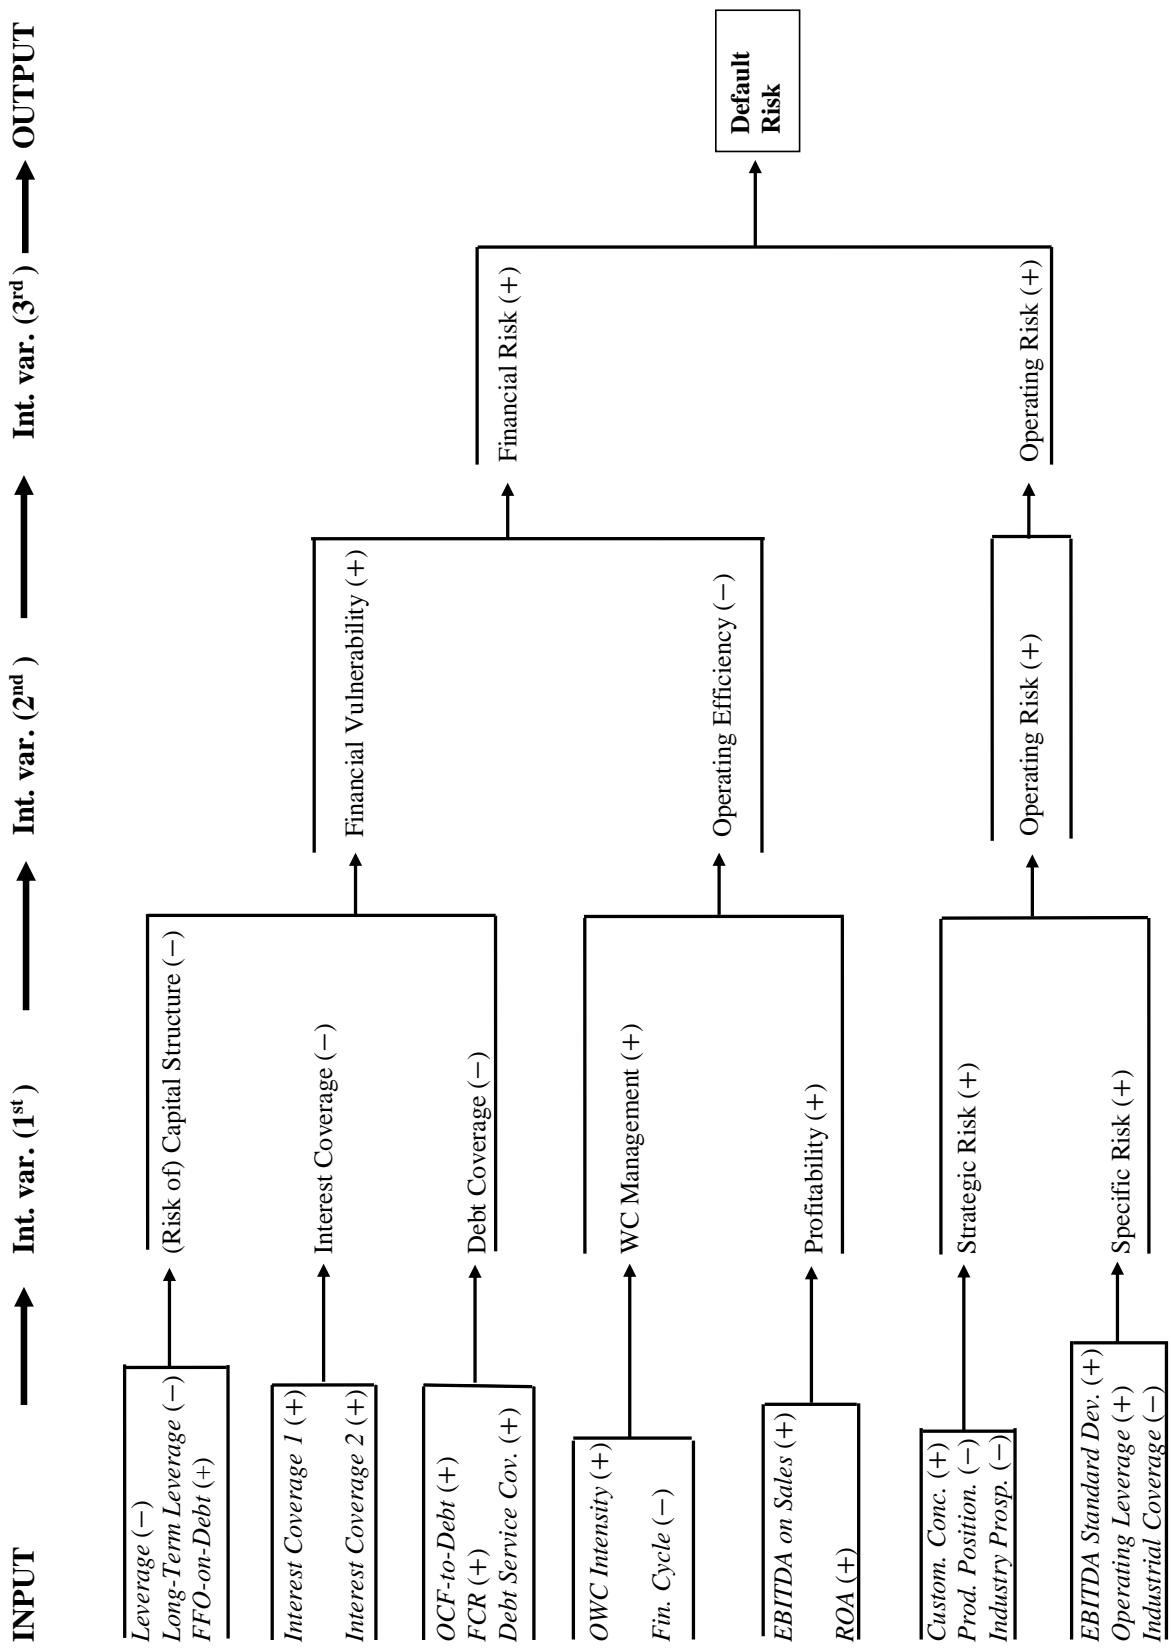 INPUT
Int. var. (1st )
Int. var. (2nd )
Int. var. (3rd )
OUTPUT
Leverage (−)
Long-Term Leverage (−)
FFO-on-Debt (+)
(Risk of) Capital Structure (−)
Interest Coverage 1 (+)
Interest Coverage 2 (+)
Interest Coverage (−)
OCF-to-Debt (+)
FCR (+)
Debt Service Cov. (+)
Debt Coverage (−)
Financial Vulnerability (+)
OWC Intensity (+)
Fin. Cycle (−)
WC Management (+)
EBITDA on Sales (+)
ROA (+)
Profitability (+)
Operating Efficiency (−)
Financial Risk (+)
Custom. Conc. (+)
Prod. Position. (−)
Industry Prosp. (−)
Strategic Risk (+)
EBITDA Standard Dev. (+)
Operating Leverage (+)
Industrial Coverage (−)
Specific Risk (+)
Operating Risk (+)
Operating Risk (+)
Default
Risk